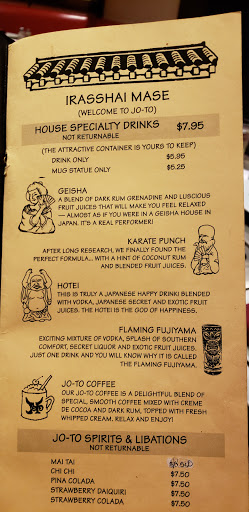 IRASSHAI MASE
(WELCOME TO JO-TO)
HOUSE SPECIALTY DRINKS $7.95
NOT RETURNABLE
(THE ATTRACTIVE CONTAINER IS YOURS TO KEEP)
DRINK ONLY $5.95
MUG STATUE ONLY $5.25
GEISHA
A BLEND OF DARK RUM GRENADINE AND LUSCIOUS
FRUIT JUICES THAT WILL MAKE YOU FEEL RELAXED
— ALMOST AS IF YOU WERE IN A GEISHA HOUSE IN
JAPAN. IT'S A REAL PERFORMER!
KARATE PUNCH
AFTER LONG RESEARCH, WE FINALLY FOUND THE
PERFECT FORMULA... WITH A HINT OF COCONUT RUM
AND BLENDED FRUIT JUICES.
HOTEI
THIS IS TRULY A JAPANESE HAPPY DRINK! BLENDED
WITH VODKA, JAPANESE SECRET AND EXOTIC FRUIT
JUICES. THE HOTEI IS THE GOD OF HAPPINESS.
FLAMING FUJIYAMA
EXCITING MIXTURE OF VODKA, SPLASH OF SOUTHERN
COMFORT, SECRET LIQUOR AND EXOTIC FRUIT JUICES.
JUST ONE DRINK AND YOU WILL KNOW WHY IT IS CALLED
THE FLAMING FUJIYAMA.
JO-TO COFFEE
OUR JO-TO COFFEE IS A DELIGHTFUL BLEND OF
SPECIAL, SMOOTH COFFEE MIXED WITH CREME
DE COCOA AND DARK RUM, TOPPED WITH FRESH
WHIPPED CREAM. RELAX AND ENJOY!
JO-TO SPIRITS & LIBATIONS
NOT RETURNABLE
MAI TAI
CHI CHI $7.50
PINA COLADA $7.50
STRAWBERRY DAIQUIRI $7.50
STRAWBERRY COLADA $7.50